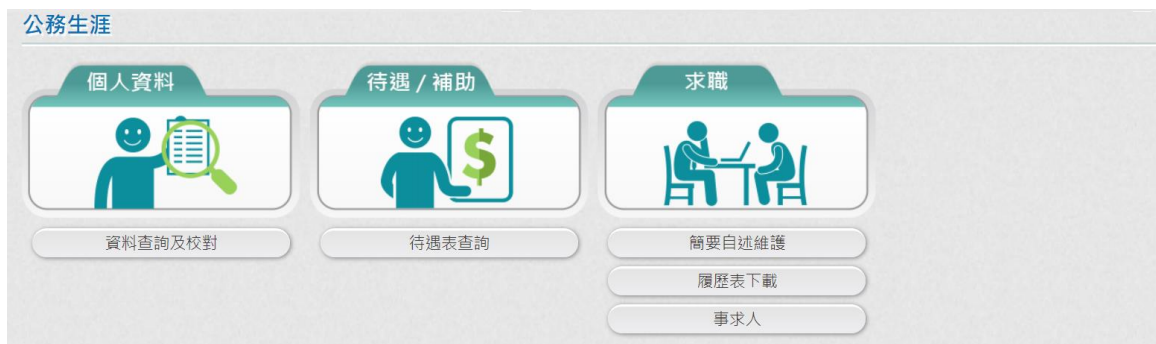 公務生涯
個人資料
待遇 / 補助
求職
$
資料查詢及校對
待遇表查詢
簡要自述維護
履歷表下載
事求人